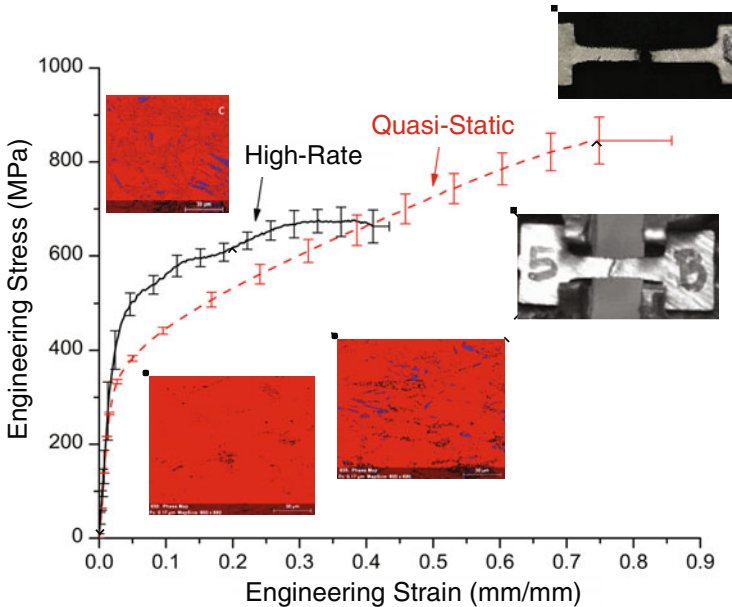 1000
800
600
400
200
0
0.0 0.1 0.2 0.3 0.4 0.5 0.6 0.7 0.8 0.9
Engineering Stress (MPa)
Engineering Strain (mm/mm)
High-Rate
Quasi-Static
C
5
B